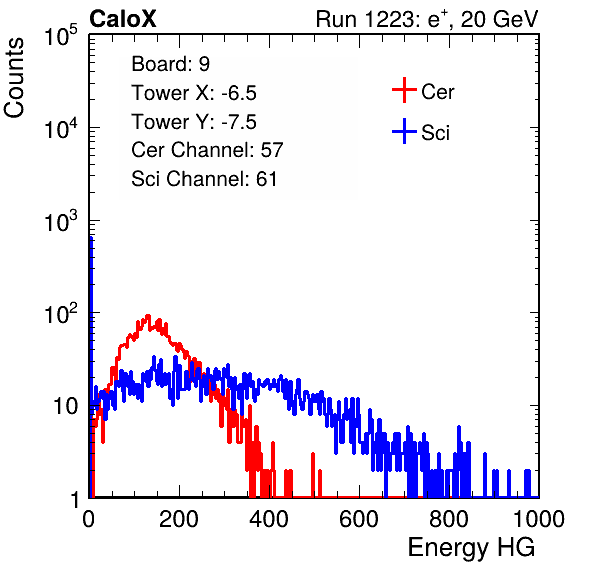 CaloX Run 1223: e⁺, 20 GeV
Counts
10⁵
10⁴
10³
10²
10
1
Board: 9
Tower X: -6.5
Tower Y: -7.5
Cer Channel: 57
Sci Channel: 61
Cer
Sci
0 200 400 600 800 1000
Energy HG